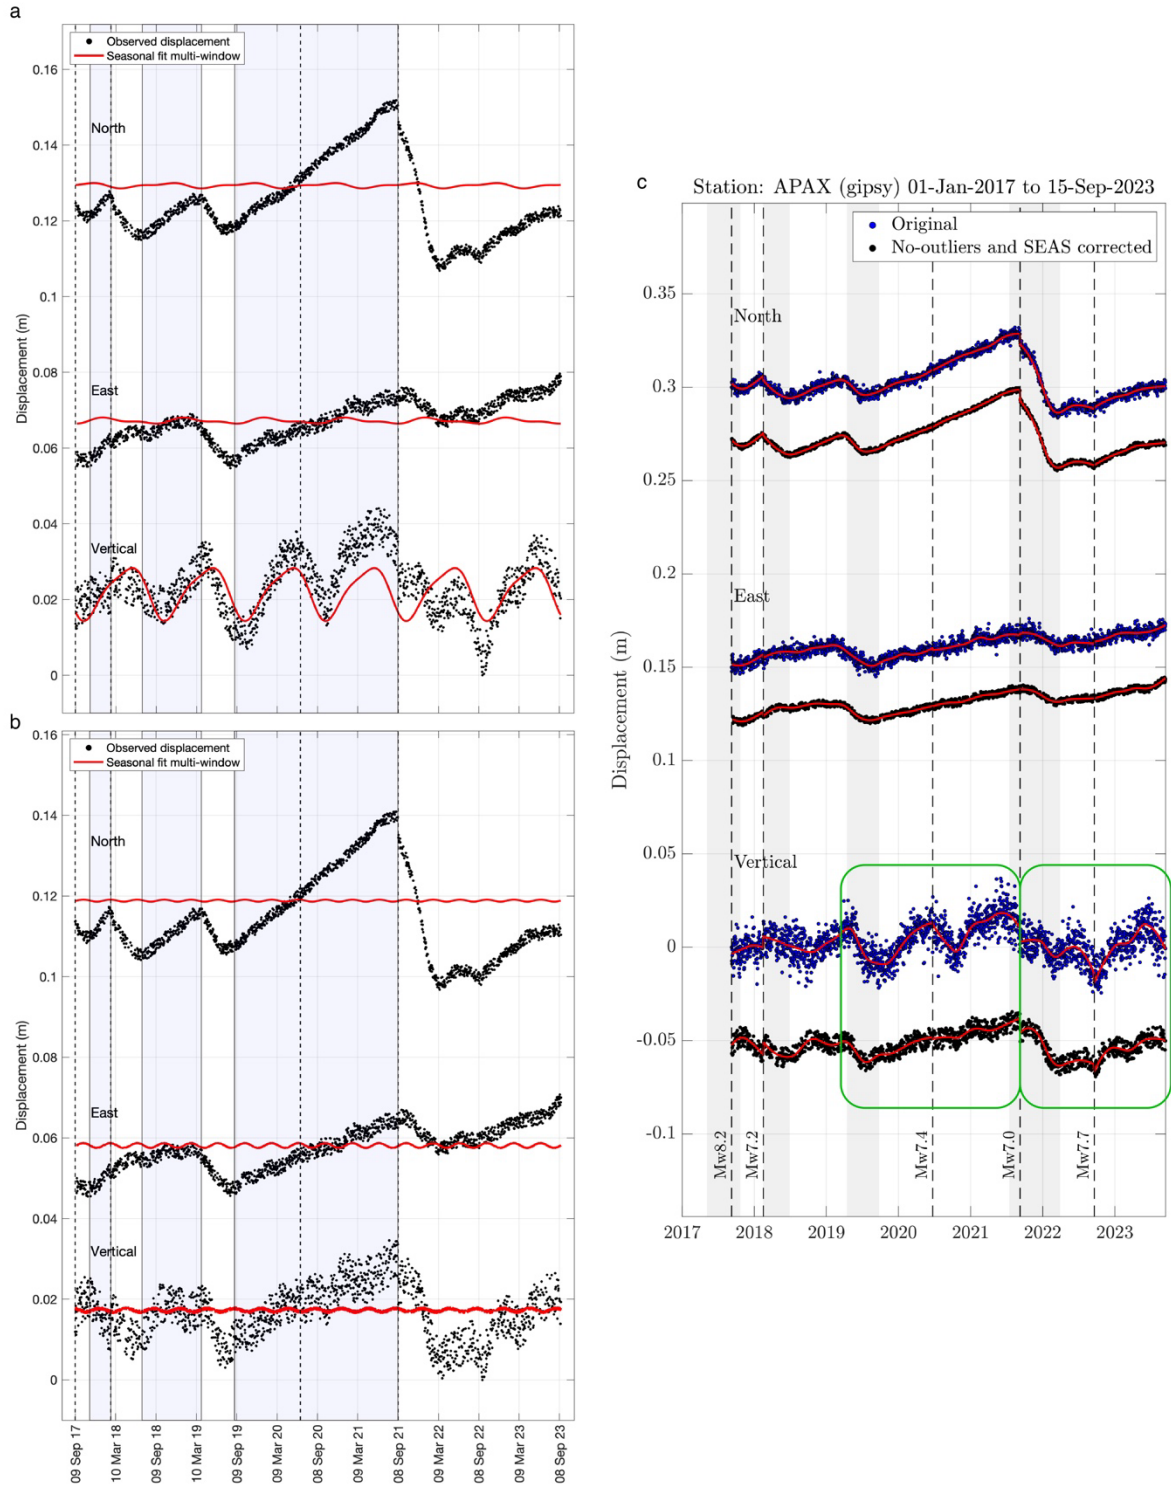 a
Observed displacement
Seasonal fit multi-window
0.16
North
0.14
0.12
0.1
Displacement (m)
East
0.08
0.06
0.04
Vertical
0.02
0
b
0.16
Observed displacement
Seasonal fit multi-window
0.14
North
0.12
0.1
Displacement (m)
0.08
East
0.06
0.04
Vertical
0.02
0
09 Sep 17
10 Mar 18
09 Sep 18
10 Mar 19
09 Sep 19
09 Mar 20
08 Sep 20
09 Mar 21
08 Sep 21
09 Mar 22
08 Sep 22
09 Mar 23
08 Sep 23
c
Station: APAX (gipsy) 01-Jan-2017 to 15-Sep-2023
Original
No-outliers and SEAS corrected
0.35
North
0.3
0.25
0.2
East
0.15
Displacement (m)
0.1
0.05
Vertical
0
-0.05
-0.1
Mw8.2
Mw7.2
Mw7.4
Mw7.0
Mw7.7
2017
2018
2019
2020
2021
2022
2023